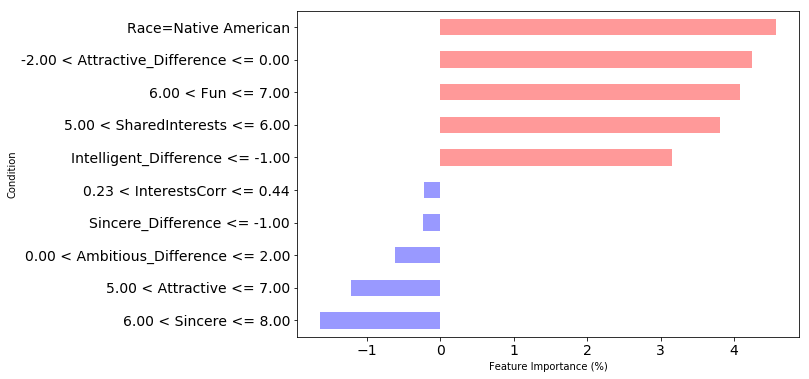 Race=Native American
-2.00 < Attractive_Difference <= 0.00
6.00 < Fun <= 7.00
5.00 < SharedInterests <= 6.00
Intelligent_Difference <= -1.00
0.23 < InterestsCorr <= 0.44
Sincere_Difference <= -1.00
0.00 < Ambitious_Difference <= 2.00
5.00 < Attractive <= 7.00
6.00 < Sincere <= 8.00
Condition
−1 0 1 2 3 4
Feature Importance (%)